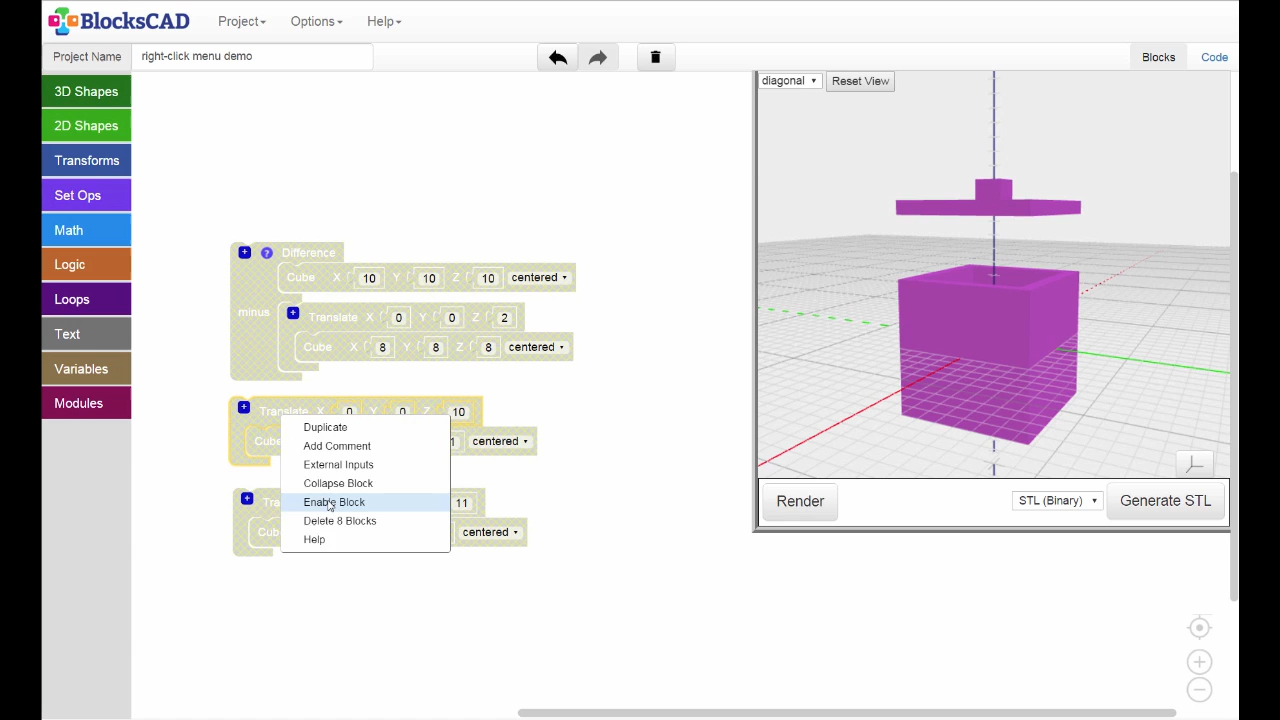 BlocksCAD Project Options Help
Project Name right-click menu demo Blocks Code
diagonal Reset View
3D Shapes
2D Shapes
Transforms
Set Ops
Math
Logic
Loops
Text
Variables
Modules
+ ? Difference
Cube X 10 Y 10 Z 10 centered
minus + Translate X 0 Y 0 Z 2
Cube X 8 Y 8 Z 8 centered
+ Translate X 0 Y 0 Z 10
centered
+ 11
centered
Duplicate
Add Comment
External Inputs
Collapse Block
Enable Block
Delete 8 Blocks
Help
Render STL (Binary) Generate STL